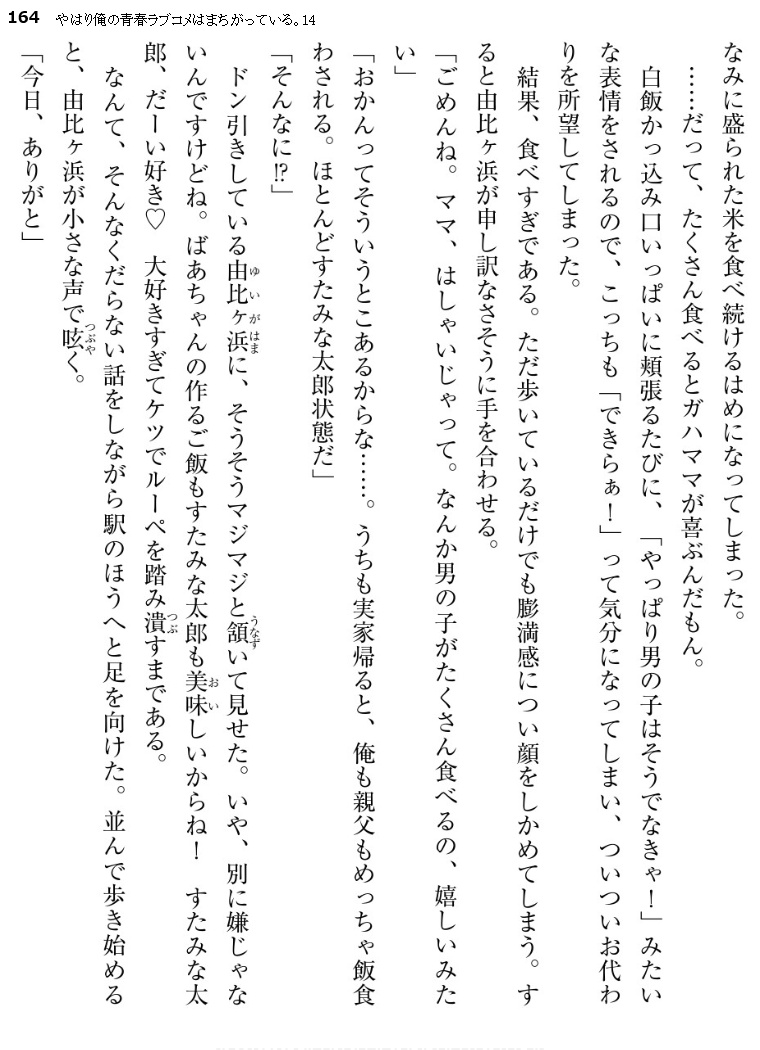 164 やはり俺の青春ラブコメはまちがっている。14
なみに盛られた米を食べ続けるはめになってしまった。
……だって、たくさん食べるとガハママが喜ぶんだもん。
白飯かっ込み口いっぱいに頬張るたびに、「やっぱり男の子はそうでなきゃ！」みたい
な表情をされるので、こっちも「できらぁ！」って気分になってしまい、ついついお代わ
りを所望してしまった。
結果、食べすぎである。ただ歩いているだけでも膨満感につい顔をしかめてしまう。す
ると由比ヶ浜が申し訳なさそうに手を合わせる。
「ごめんね。ママ、はしゃいじゃって。なんか男の子がたくさん食べるの、嬉しいみた
い」
「おかんってそういうとこあるからな……。うちも実家帰ると、俺も親父もめっちゃ飯食
わされる。ほとんどすたみな太郎状態だ」
「そんなに⁉」
ドン引きしている由比ヶ浜に、そうそうマジマジと頷いて見せた。いや、別に嫌じゃな
いんですけどね。ばあちゃんの作るご飯もすたみな太郎も美味しいからね！　すたみな太
郎、だーい好き♡　大好きすぎてケツでルーペを踏み潰すまである。
なんて、そんなくだらない話をしながら駅のほうへと足を向けた。並んで歩き始める
と、由比ヶ浜が小さな声で呟く。
「今日、ありがと」